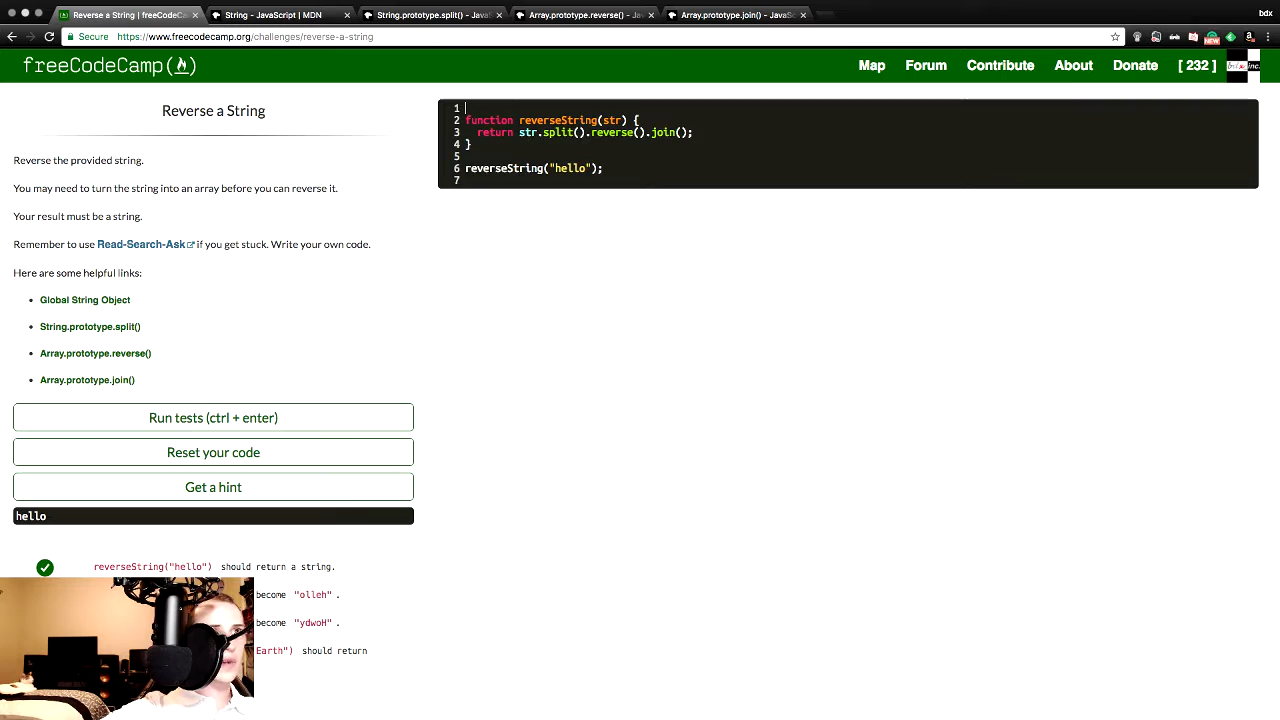 Reverse a String | freeCodeCa
String - JavaScript | MDN
String.prototype.split() - JavaS
Array.prototype.reverse() - Jav
Array.prototype.join() - JavaSc
bdx
Secure https://www.freecodecamp.org/challenges/reverse-a-string
NEW
freeCodeCamp
Map Forum Contribute About Donate [ 232 ]
inc.
Reverse a String
Reverse the provided string.
You may need to turn the string into an array before you can reverse it.
Your result must be a string.
Remember to use Read-Search-Ask if you get stuck. Write your own code.
Here are some helpful links:
Global String Object
String.prototype.split()
Array.prototype.reverse()
Array.prototype.join()
Run tests (ctrl + enter)
Reset your code
Get a hint
hello
reverseString("hello") should return a string.
become "olleh".
become "ydwoH".
Earth") should return
1
2 function reverseString(str) {
3 return str.split().reverse().join();
4 }
5
6 reverseString("hello");
7